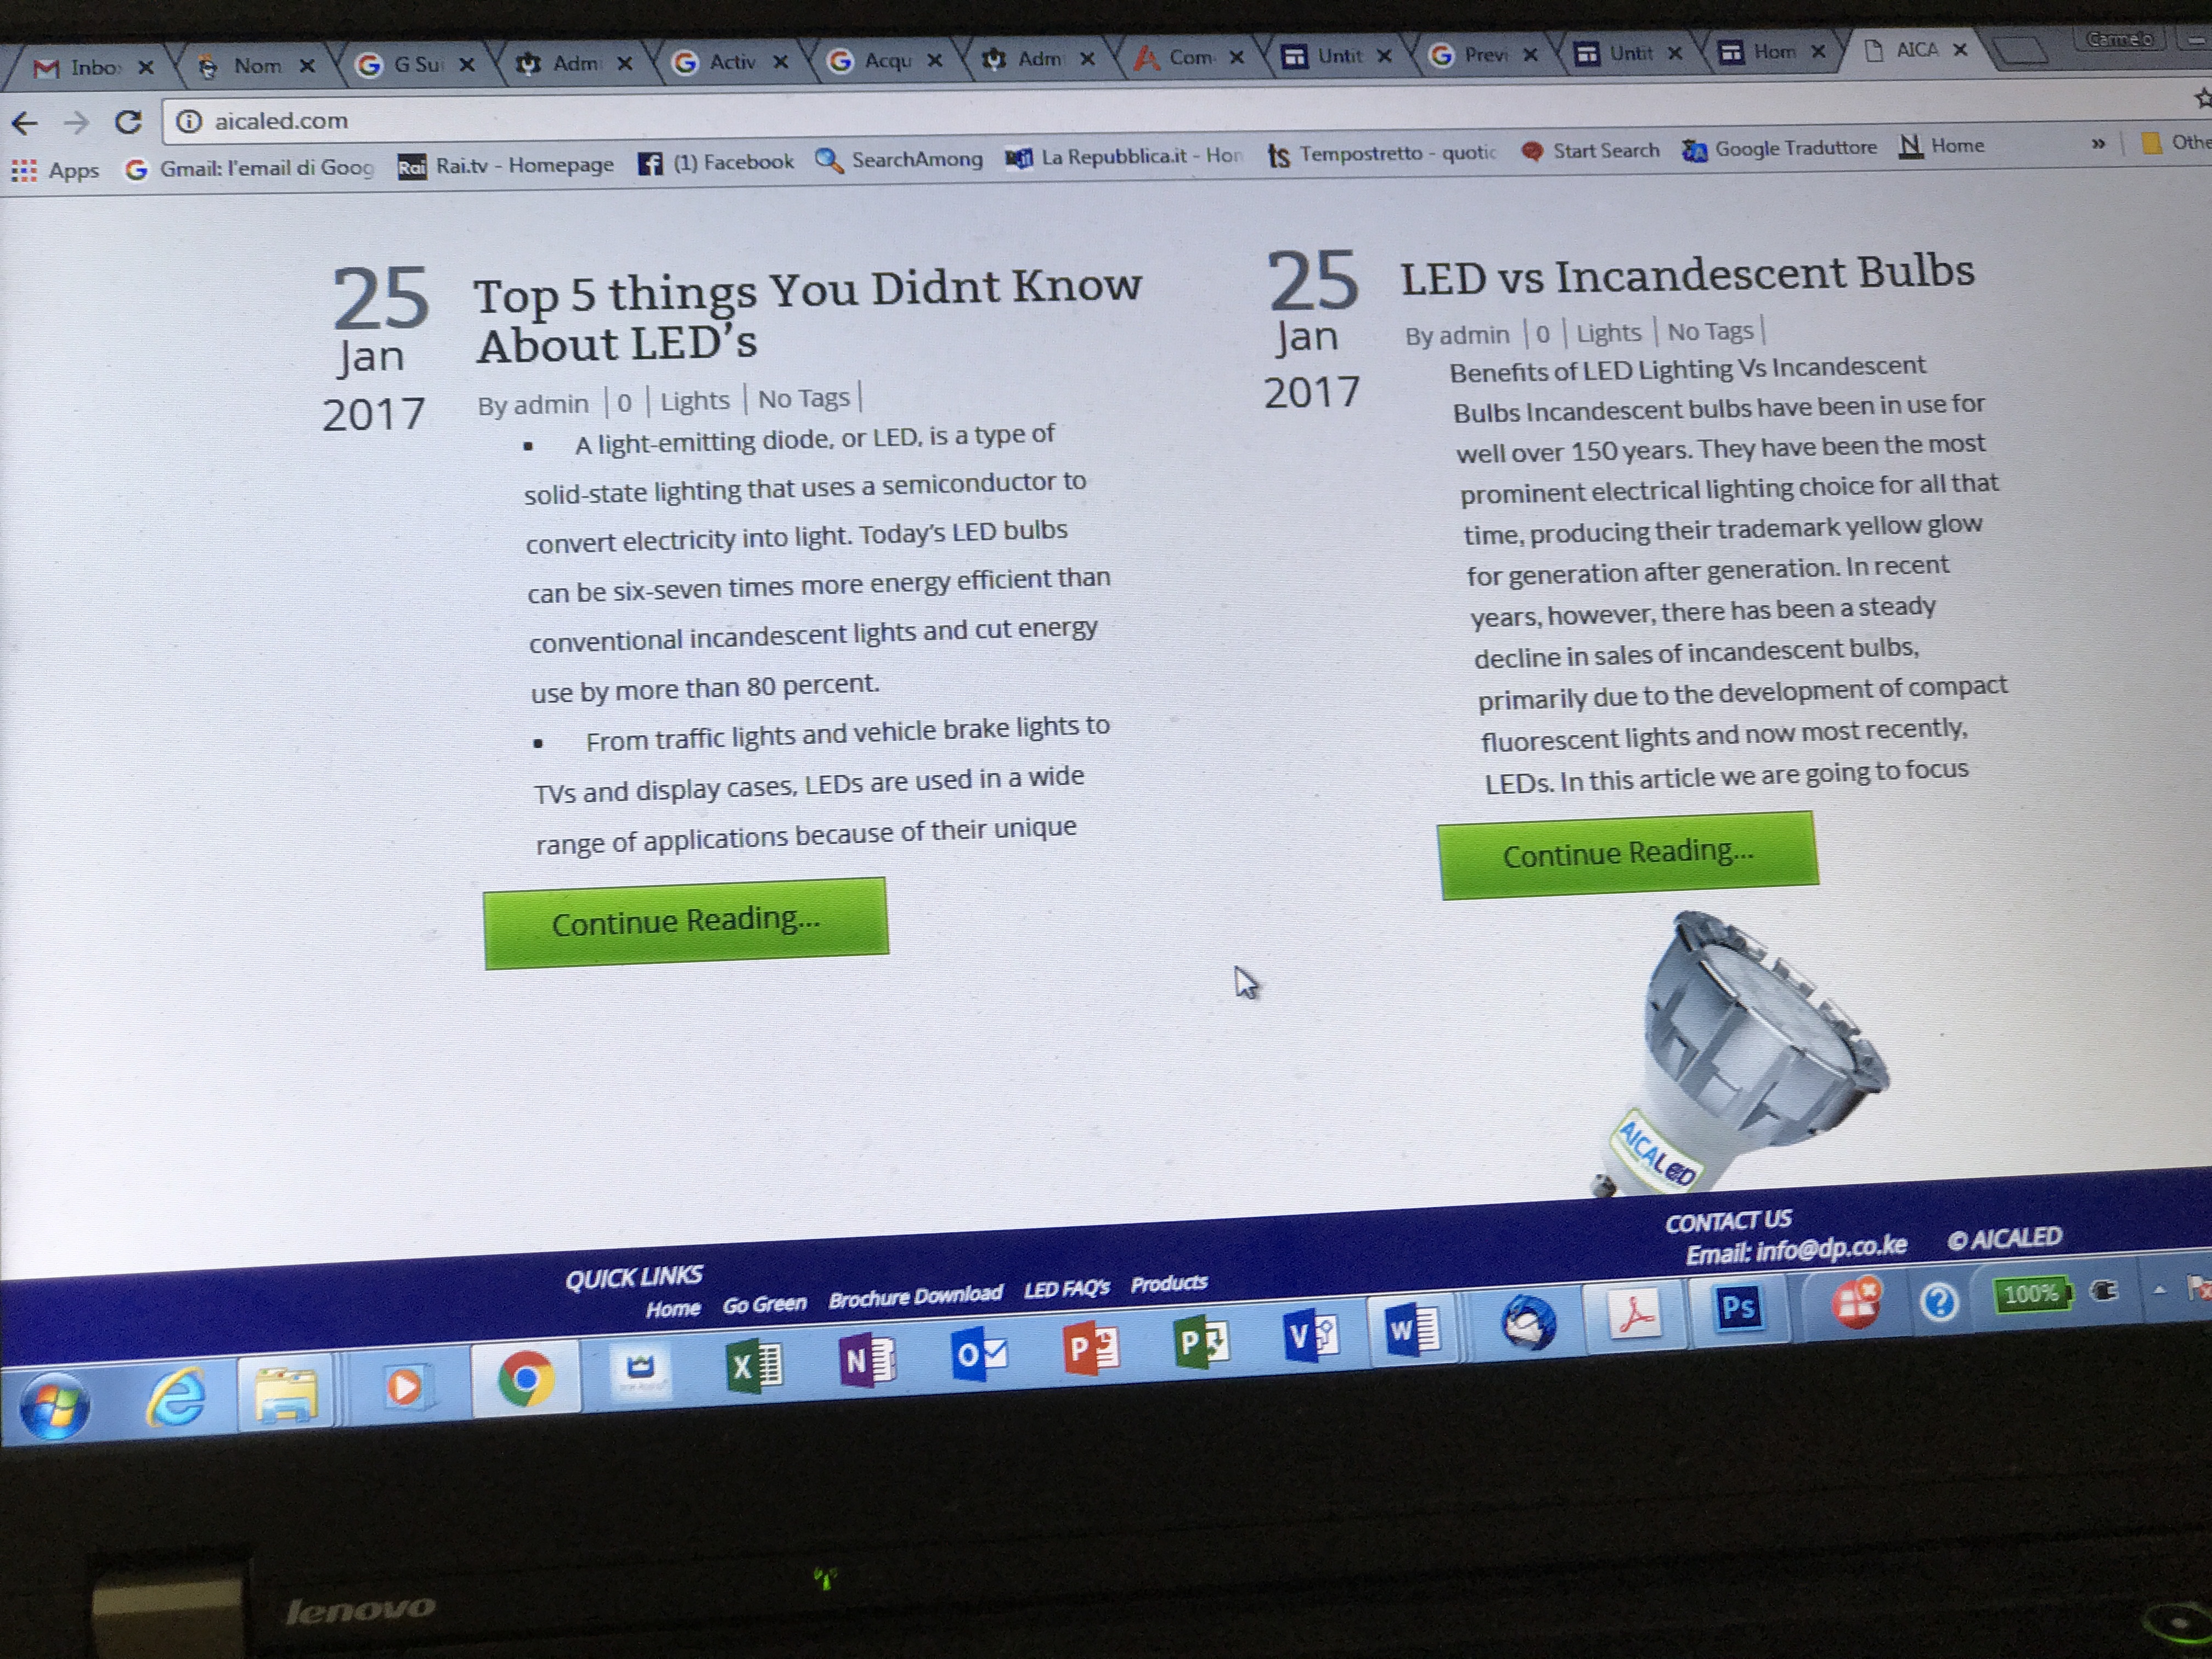 Inbo
Nom
G Su
Adm
Activ
Acqu
Adm
Com
Untit
Previ
Untit
Hom
AICA
Carmelo
aicaled.com
Apps
Gmail: l'email di Goog
Rai Rai.tv - Homepage
(1) Facebook
SearchAmong
La Repubblica.it - Hon
ts Tempostretto - quotic
Start Search
Google Traduttore
N Home
»
Othe
25
Jan
2017
Top 5 things You Didnt Know
About LED's
By admin | 0 | Lights | No Tags |
▪ A light-emitting diode, or LED, is a type of
solid-state lighting that uses a semiconductor to
convert electricity into light. Today's LED bulbs
can be six-seven times more energy efficient than
conventional incandescent lights and cut energy
use by more than 80 percent.
▪ From traffic lights and vehicle brake lights to
TVs and display cases, LEDs are used in a wide
range of applications because of their unique
Continue Reading...
25
Jan
2017
LED vs Incandescent Bulbs
By admin | 0 | Lights | No Tags |
Benefits of LED Lighting Vs Incandescent
Bulbs Incandescent bulbs have been in use for
well over 150 years. They have been the most
prominent electrical lighting choice for all that
time, producing their trademark yellow glow
for generation after generation. In recent
years, however, there has been a steady
decline in sales of incandescent bulbs,
primarily due to the development of compact
fluorescent lights and now most recently,
LEDs. In this article we are going to focus
Continue Reading...
AICALED
QUICK LINKS
Home Go Green Brochure Download LED FAQ's Products
CONTACT US
Email: info@dp.co.ke © AICALED
X
N
O
P
P
V
W
Ps
?
100%
lenovo